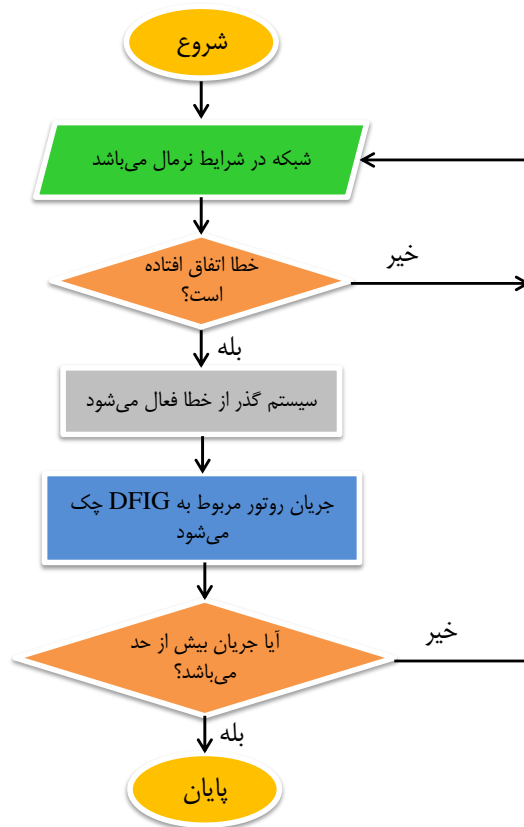 شروع
شبکه در شرایط نرمال می‌باشد
خطا اتفاق افتاده
است؟
خیر
بله
سیستم گذر از خطا فعال می‌شود
جریان روتور مربوط به DFIG چک
می‌شود
آیا جریان بیش از حد
می‌باشد؟
خیر
بله
پایان